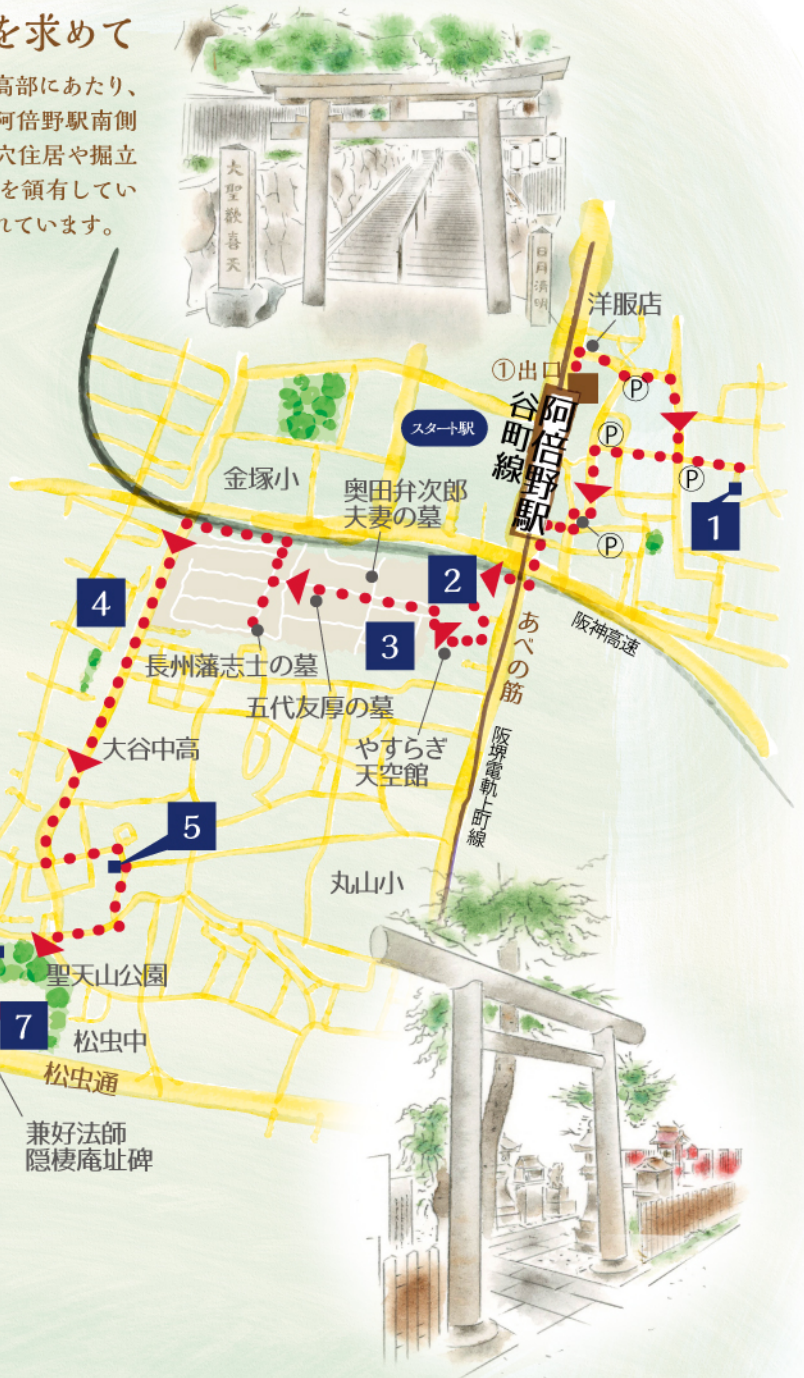 を求めて
高部にあたり、
阿倍野駅南側
穴住居や掘立
を領有してい
れています。
大聖歓喜天
日月清明
洋服店
①出口
阿倍野駅
谷町線
スタート駅
P
P
P
P
1
金塚小
奥田弁次郎
夫妻の墓
2
3
4
あべの筋
阪神高速
長州藩志士の墓
五代友厚の墓
やすらぎ
天空館
大谷中高
阪堺電軌上町線
5
丸山小
聖天山公園
7
松虫中
松虫通
兼好法師
隠棲庵址碑